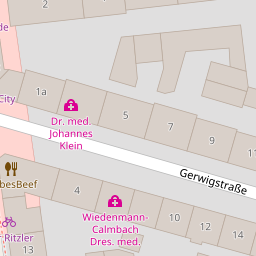 2
de
City
1a
Dr. med.
Johannes
Klein
5
7
9
11
Gerwigstraße
besBeef
4
Wiedenmann-
Calmbach
Dres. med.
10
12
14
Ritzler
13